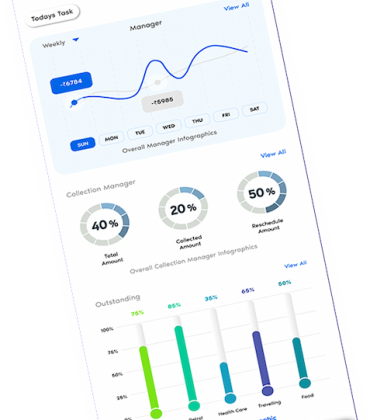 Todays Task
Manager
View All
Weekly
-₹6784
-₹6985
SUN MON TUE WED THU FRI SAT
Overall Manager Infographics
View All
Collection Manager
40% 20% 50%
Total Amount
Collected Amount
Reschedule Amount
Overall Collection Manager Infographics
View All
Outstanding
75% 85% 35% 65% 50%
100%
75%
50%
25%
0%
Health Care Travelling Food